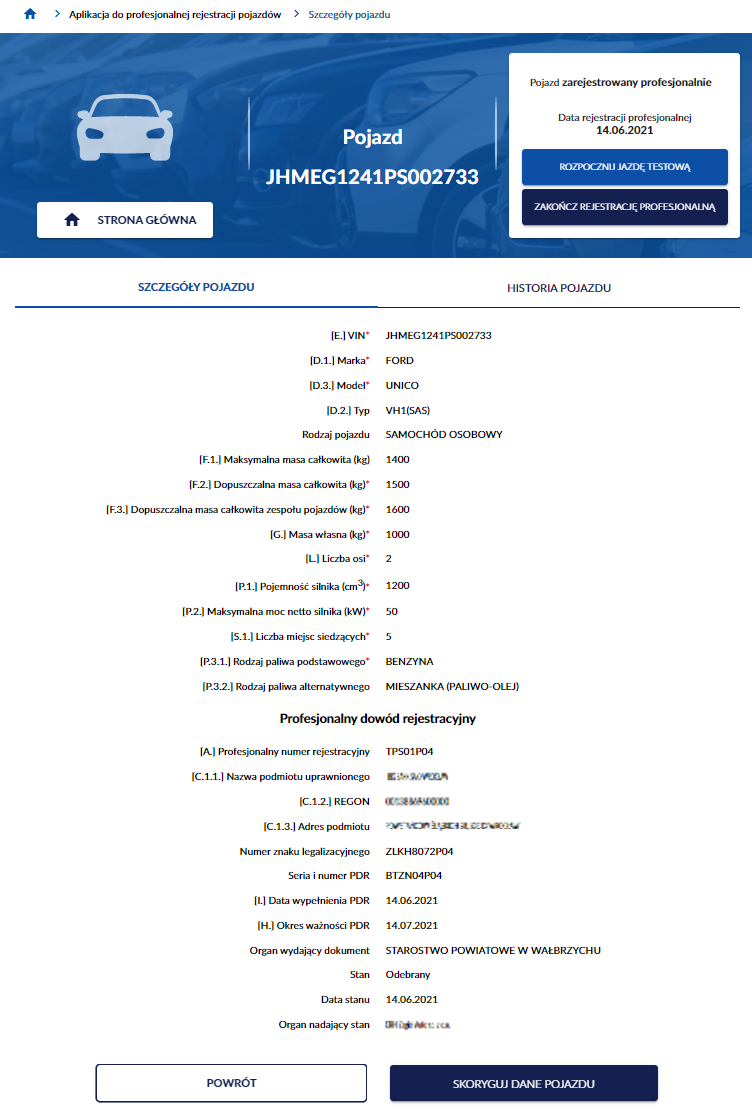 Aplikacja do profesjonalnej rejestracji pojazdów > Szczegóły pojazdu
Pojazd zarejestrowany profesjonalnie
Data rejestracji profesjonalnej
14.06.2021
Pojazd
JHMEG1241PS002733
ROZPOCZNIJ JAZDĘ TESTOWĄ
ZAKOŃCZ REJESTRACJĘ PROFESJONALNĄ
STRONA GŁÓWNA
SZCZEGÓŁY POJAZDU HISTORIA POJAZDU
[E.] VIN* JHMEG1241PS002733
[D.1.] Marka* FORD
[D.3.] Model* UNICO
[D.2.] Typ VH1(SAS)
Rodzaj pojazdu SAMOCHÓD OSOBOWY
[F.1.] Maksymalna masa całkowita (kg) 1400
[F.2.] Dopuszczalna masa całkowita (kg)* 1500
[F.3.] Dopuszczalna masa całkowita zespołu pojazdów (kg)* 1600
[G.] Masa własna (kg)* 1000
[L.] Liczba osi* 2
[P.1.] Pojemność silnika (cm3)* 1200
[P.2.] Maksymalna moc netto silnika (kW)* 50
[S.1.] Liczba miejsc siedzących* 5
[P.3.1.] Rodzaj paliwa podstawowego* BENZYNA
[P.3.2.] Rodzaj paliwa alternatywnego MIESZANKA (PALIWO-OLEJ)
Profesjonalny dowód rejestracyjny
[A.] Profesjonalny numer rejestracyjny TPS01P04
[C.1.1.] Nazwa podmiotu uprawnionego
[C.1.2.] REGON
[C.1.3.] Adres podmiotu
Numer znaku legalizacyjnego ZLKH8072P04
Seria i numer PDR BTZN04P04
[I.] Data wypełnienia PDR 14.06.2021
[H.] Okres ważności PDR 14.07.2021
Organ wydający dokument STAROSTWO POWIATOWE W WAŁBRZYCHU
Stan Odebrany
Data stanu 14.06.2021
Organ nadający stan
POWRÓT
SKORYGUJ DANE POJAZDU